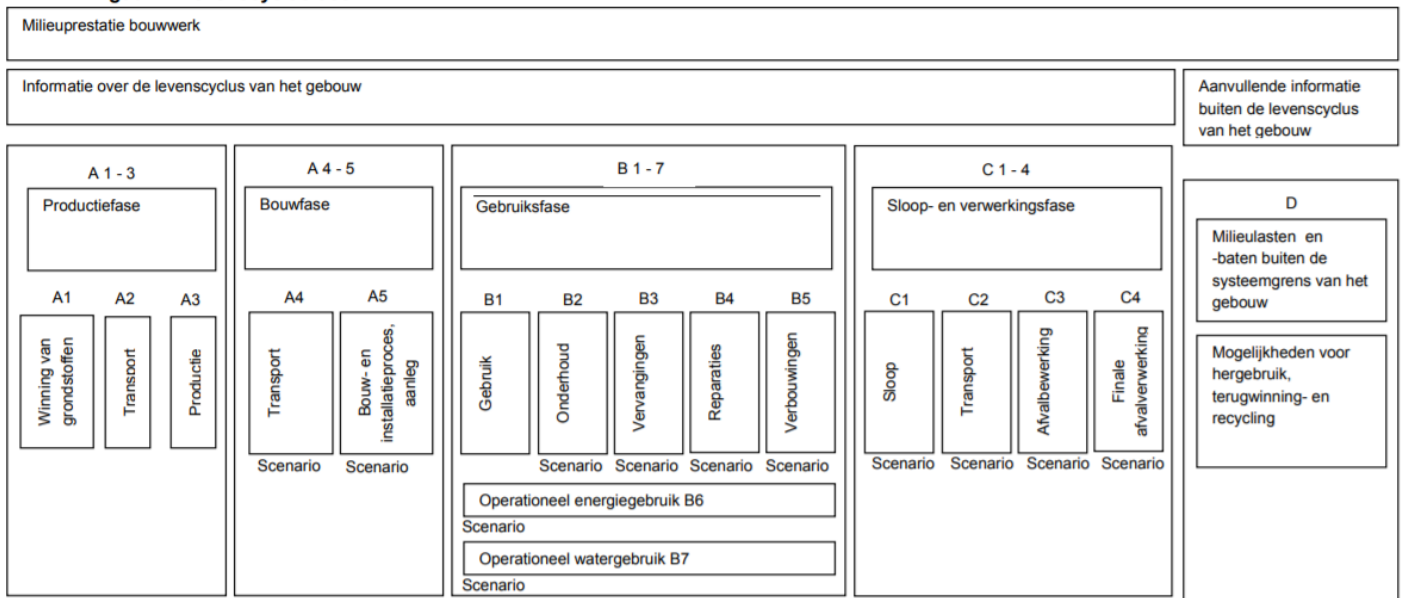 Milieuprestatie bouwwerk
Informatie over de levenscyclus van het gebouw
Aanvullende informatie
buiten de levenscyclus
van het gebouw
A 1 - 3
Productiefase
A1
A2
A3
Winning van
grondstoffen
Transport
Productie
A 4 - 5
Bouwfase
A4
A5
Transport
Bouw- en
installatieproces,
aanleg
Scenario
Scenario
B 1 - 7
Gebruiksfase
B1
B2
B3
B4
B5
Gebruik
Onderhoud
Vervangingen
Reparaties
Verbouwingen
Scenario
Scenario
Scenario
Scenario
Operationeel energiegebruik B6
Scenario
Operationeel watergebruik B7
Scenario
C 1 - 4
Sloop- en verwerkingsfase
C1
C2
C3
C4
Sloop
Transport
Afvalbewerking
Finale
afvalverwerking
Scenario
Scenario
Scenario
Scenario
D
Milieulasten en
-baten buiten de
systeemgrens van het
gebouw
Mogelijkheden voor
hergebruik,
terugwinning- en
recycling